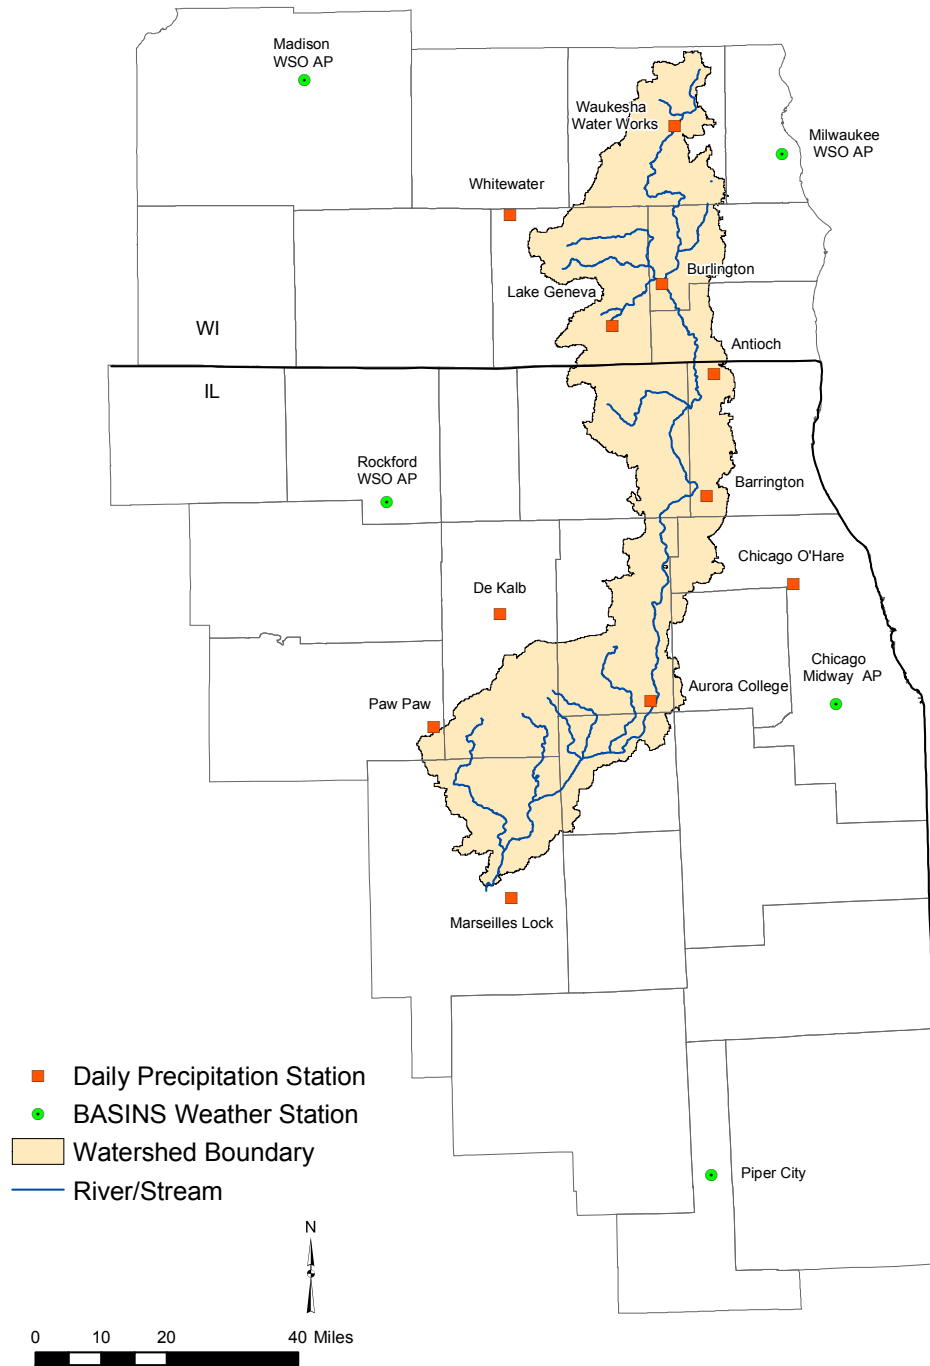 Madison
WSO AP
Waukesha
Water Works
Milwaukee
WSO AP
Whitewater
Burlington
Lake Geneva
WI
Antioch
IL
Rockford
WSO AP
Barrington
Chicago O'Hare
De Kalb
Chicago
Midway AP
Aurora College
Paw Paw
Marseilles Lock
Daily Precipitation Station
BASINS Weather Station
Watershed Boundary
River/Stream
Piper City
N
0 10 20 40 Miles